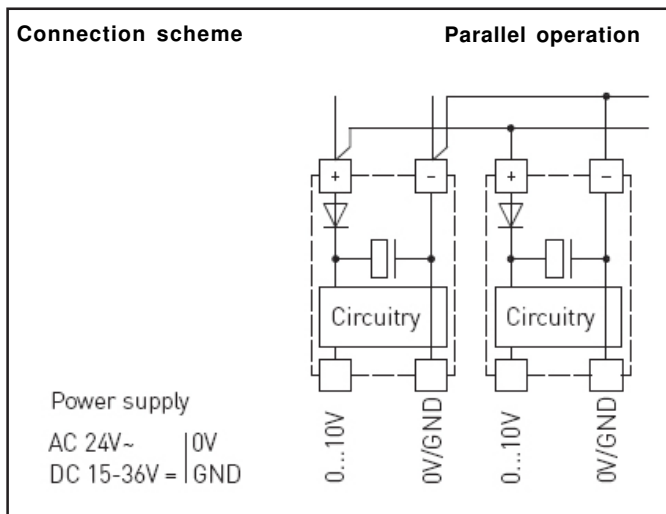 Connection scheme
Parallel operation
+
−
+
−
Circuitry
Circuitry
Power supply
AC 24V~ | 0V
DC 15-36V = | GND
0...10V
0V/GND
0...10V
0V/GND